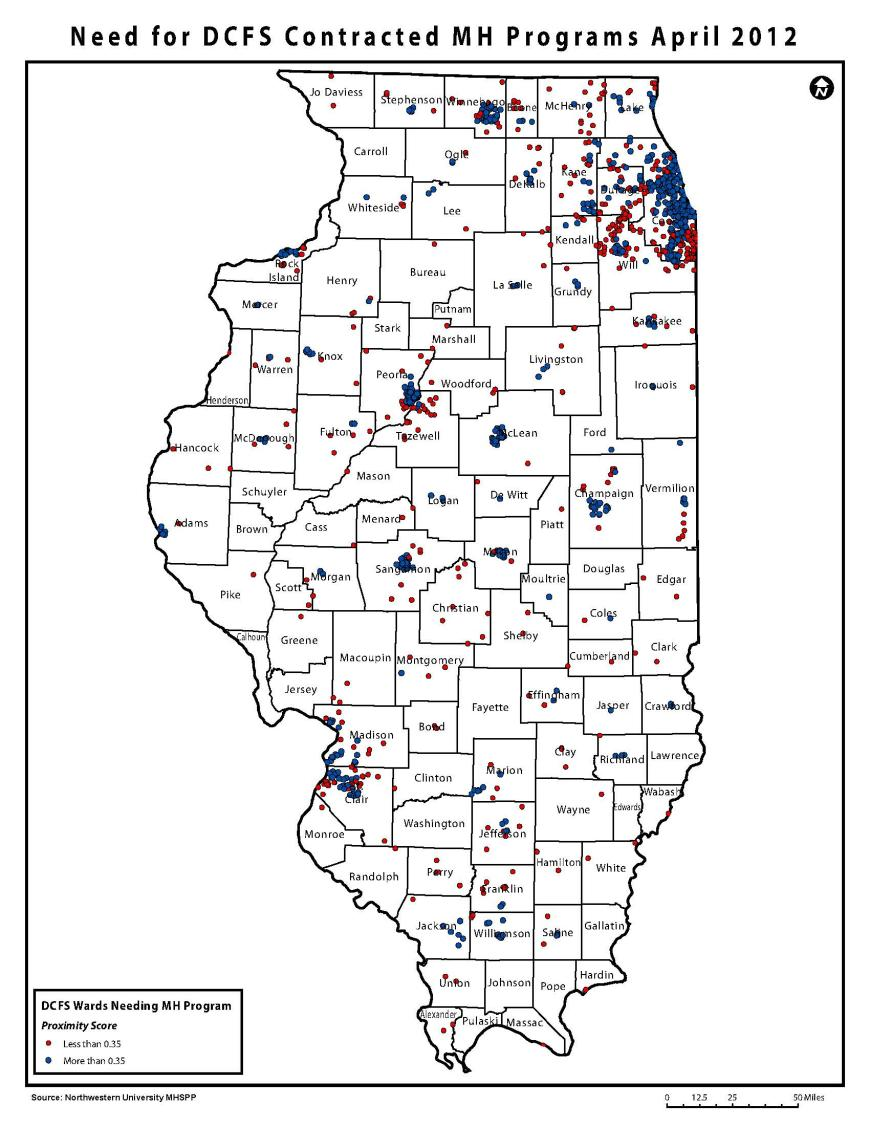 Need for DCFS Contracted MH Programs April 2012
N
Jo Daviess
Stephenson
Winnebago
Boone
McHenry
Lake
Carroll
Ogle
DeKalb
Kane
DuPage
Whiteside
Lee
Kendall
Will
Rock
Island
Henry
Bureau
La Salle
Grundy
Mercer
Putnam
Kankakee
Stark
Marshall
Knox
Warren
Peoria
Woodford
Livingston
Iroquois
Henderson
McDonough
Fulton
Tazewell
McLean
Ford
Hancock
Mason
Schuyler
Logan
De Witt
Champaign
Vermilion
Adams
Brown
Cass
Menard
Piatt
Macon
Sangamon
Douglas
Edgar
Pike
Scott
Morgan
Moultrie
Christian
Coles
Calhoun
Greene
Shelby
Macoupin
Montgomery
Cumberland
Clark
Jersey
Fayette
Effingham
Jasper
Crawford
Madison
Bond
Clay
Richland
Lawrence
Clinton
Marion
Clair
Wayne
Edwards
Wabash
Washington
Monroe
Jefferson
Hamilton
White
Randolph
Perry
Franklin
Jackson
Williamson
Saline
Gallatin
Union
Johnson
Pope
Hardin
Alexander
Pulaski
Massac
DCFS Wards Needing MH Program
Proximity Score
Less than 0.35
More than 0.35
Source: Northwestern University MHSPP
0 12.5 25 50 Miles